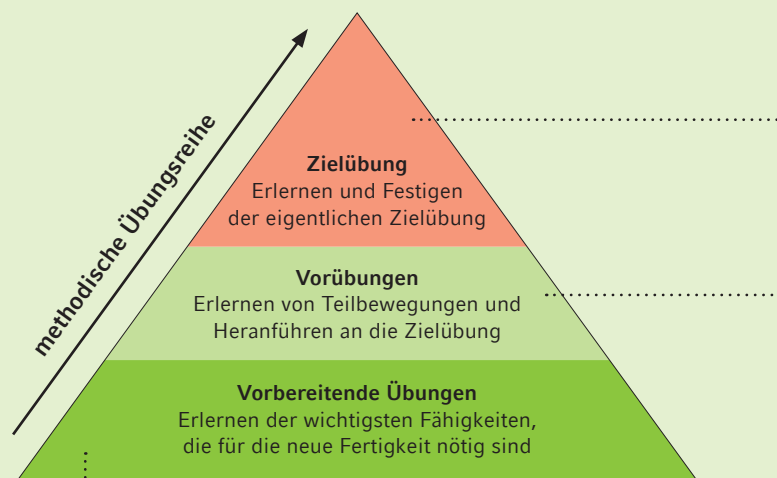 methodische Übungsreihe
Zielübung
Erlernen und Festigen
der eigentlichen Zielübung
Vorübungen
Erlernen von Teilbewegungen und
Heranführen an die Zielübung
Vorbereitende Übungen
Erlernen der wichtigsten Fähigkeiten,
die für die neue Fertigkeit nötig sind